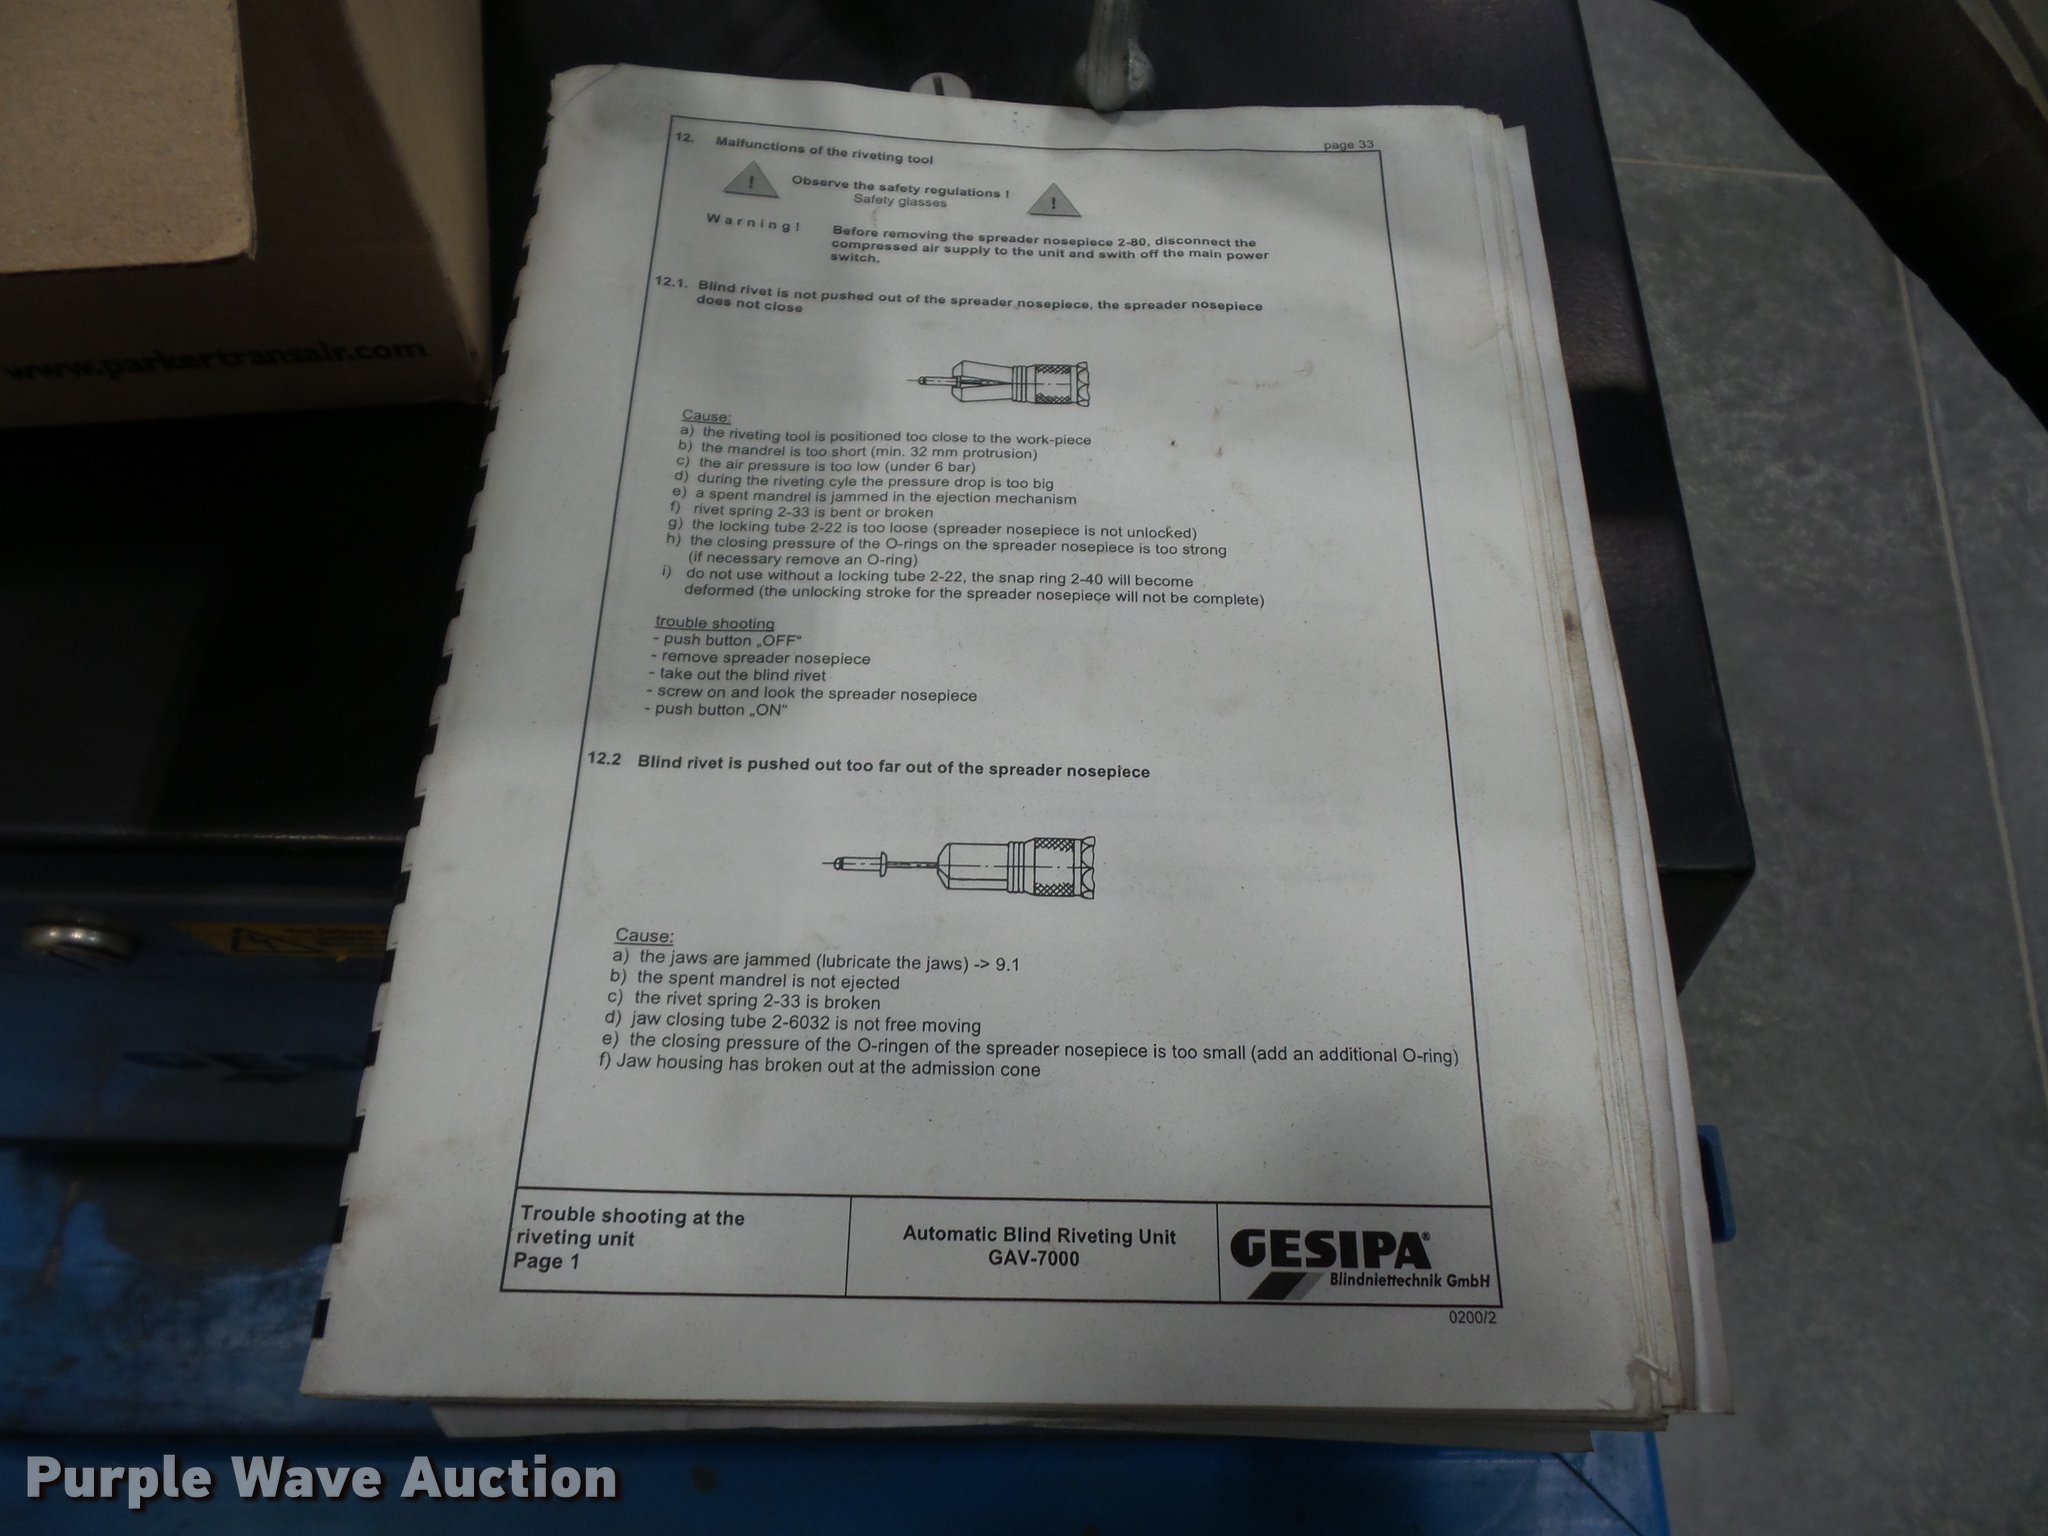 www.parkertransair.com
12. Malfunctions of the riveting tool
page 33
! Observe the safety regulations ! !
Safety glasses
Warning! Before removing the spreader nosepiece 2-80, disconnect the
compressed air supply to the unit and swith off the main power
switch.
12.1. Blind rivet is not pushed out of the spreader nosepiece, the spreader nosepiece
does not close
Cause:
a) the riveting tool is positioned too close to the work-piece
b) the mandrel is too short (min. 32 mm protrusion)
c) the air pressure is too low (under 6 bar)
d) during the riveting cyle the pressure drop is too big
e) a spent mandrel is jammed in the ejection mechanism
f) rivet spring 2-33 is bent or broken
g) the locking tube 2-22 is too loose (spreader nosepiece is not unlocked)
h) the closing pressure of the O-rings on the spreader nosepiece is too strong
(if necessary remove an O-ring)
i) do not use without a locking tube 2-22, the snap ring 2-40 will become
deformed (the unlocking stroke for the spreader nosepiece will not be complete)
trouble shooting
- push button „OFF“
- remove spreader nosepiece
- take out the blind rivet
- screw on and look the spreader nosepiece
- push button „ON“
12.2 Blind rivet is pushed out too far out of the spreader nosepiece
Cause:
a) the jaws are jammed (lubricate the jaws) -> 9.1
b) the spent mandrel is not ejected
c) the rivet spring 2-33 is broken
d) jaw closing tube 2-6032 is not free moving
e) the closing pressure of the O-ringen of the spreader nosepiece is too small (add an additional O-ring)
f) Jaw housing has broken out at the admission cone
Trouble shooting at the
riveting unit
Page 1
Automatic Blind Riveting Unit
GAV-7000
GESIPA®
Blindniettechnik GmbH
0200/2
Purple Wave Auction